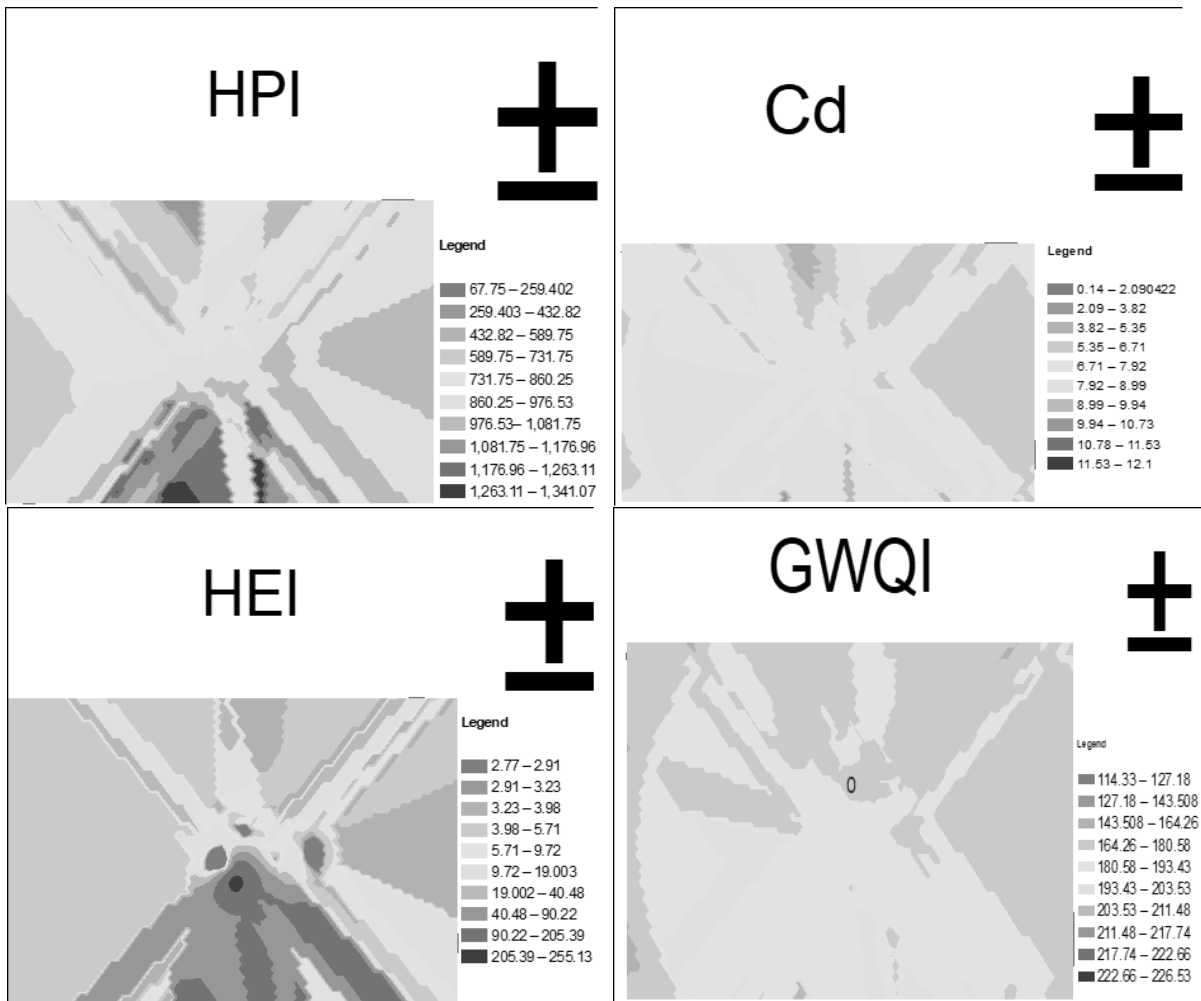 HPI
Legend
67.75 – 259.402
259.403 – 432.82
432.82 – 589.75
589.75 – 731.75
731.75 – 860.25
860.25 – 976.53
976.53– 1,081.75
1,081.75 – 1,176.96
1,176.96 – 1,263.11
1,263.11 – 1,341.07
Cd
Legend
0.14 – 2.090422
2.09 – 3.82
3.82 – 5.35
5.35 – 6.71
6.71 – 7.92
7.92 – 8.99
8.99 – 9.94
9.94 – 10.73
10.78 – 11.53
11.53 – 12.1
HEI
Legend
2.77 – 2.91
2.91 – 3.23
3.23 – 3.98
3.98 – 5.71
5.71 – 9.72
9.72 – 19.003
19.002 – 40.48
40.48 – 90.22
90.22 – 205.39
205.39 – 255.13
GWQI
0
Legend
114.33 – 127.18
127.18 – 143.508
143.508 – 164.26
164.26 – 180.58
180.58 – 193.43
193.43 – 203.53
203.53 – 211.48
211.48 – 217.74
217.74 – 222.66
222.66 – 226.53